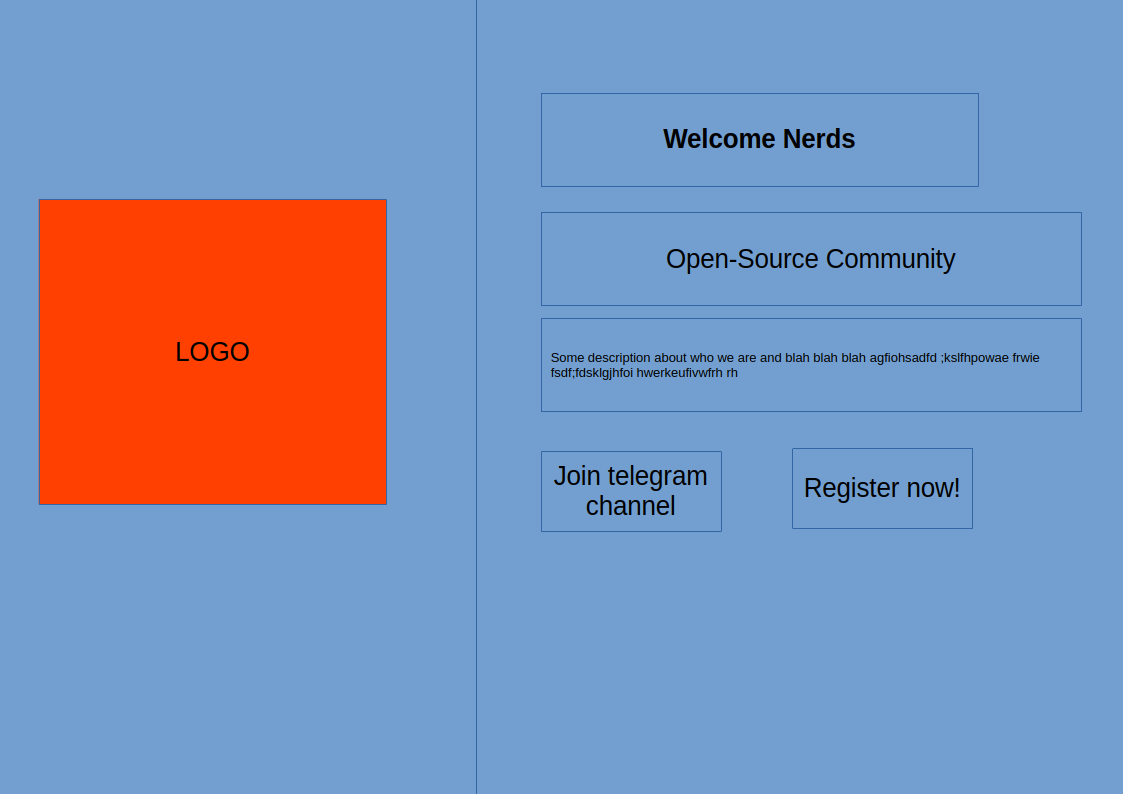 Welcome Nerds
Open-Source Community
LOGO
Some description about who we are and blah blah blah agfiohsadfd ;kslfhpowae frwie
fsdf;fdsklgjhfoi hwerkeufivwfrh rh
Join telegram
channel
Register now!